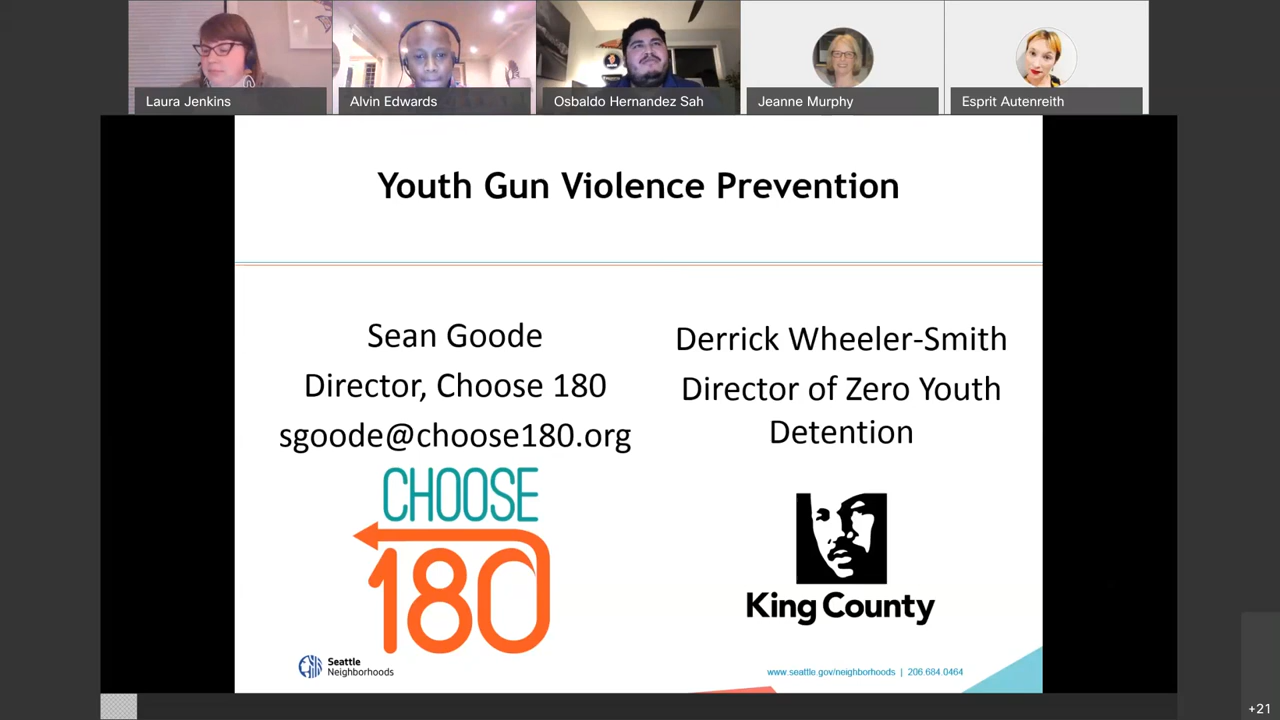 Laura Jenkins
Alvin Edwards
Osbaldo Hernandez Sah
Jeanne Murphy
Esprit Autenreith
Youth Gun Violence Prevention
Sean Goode
Director, Choose 180
sgoode@choose180.org
CHOOSE
180
Derrick Wheeler-Smith
Director of Zero Youth
Detention
King County
Seattle
Neighborhoods
www.seattle.gov/neighborhoods | 206.684.0464
+21